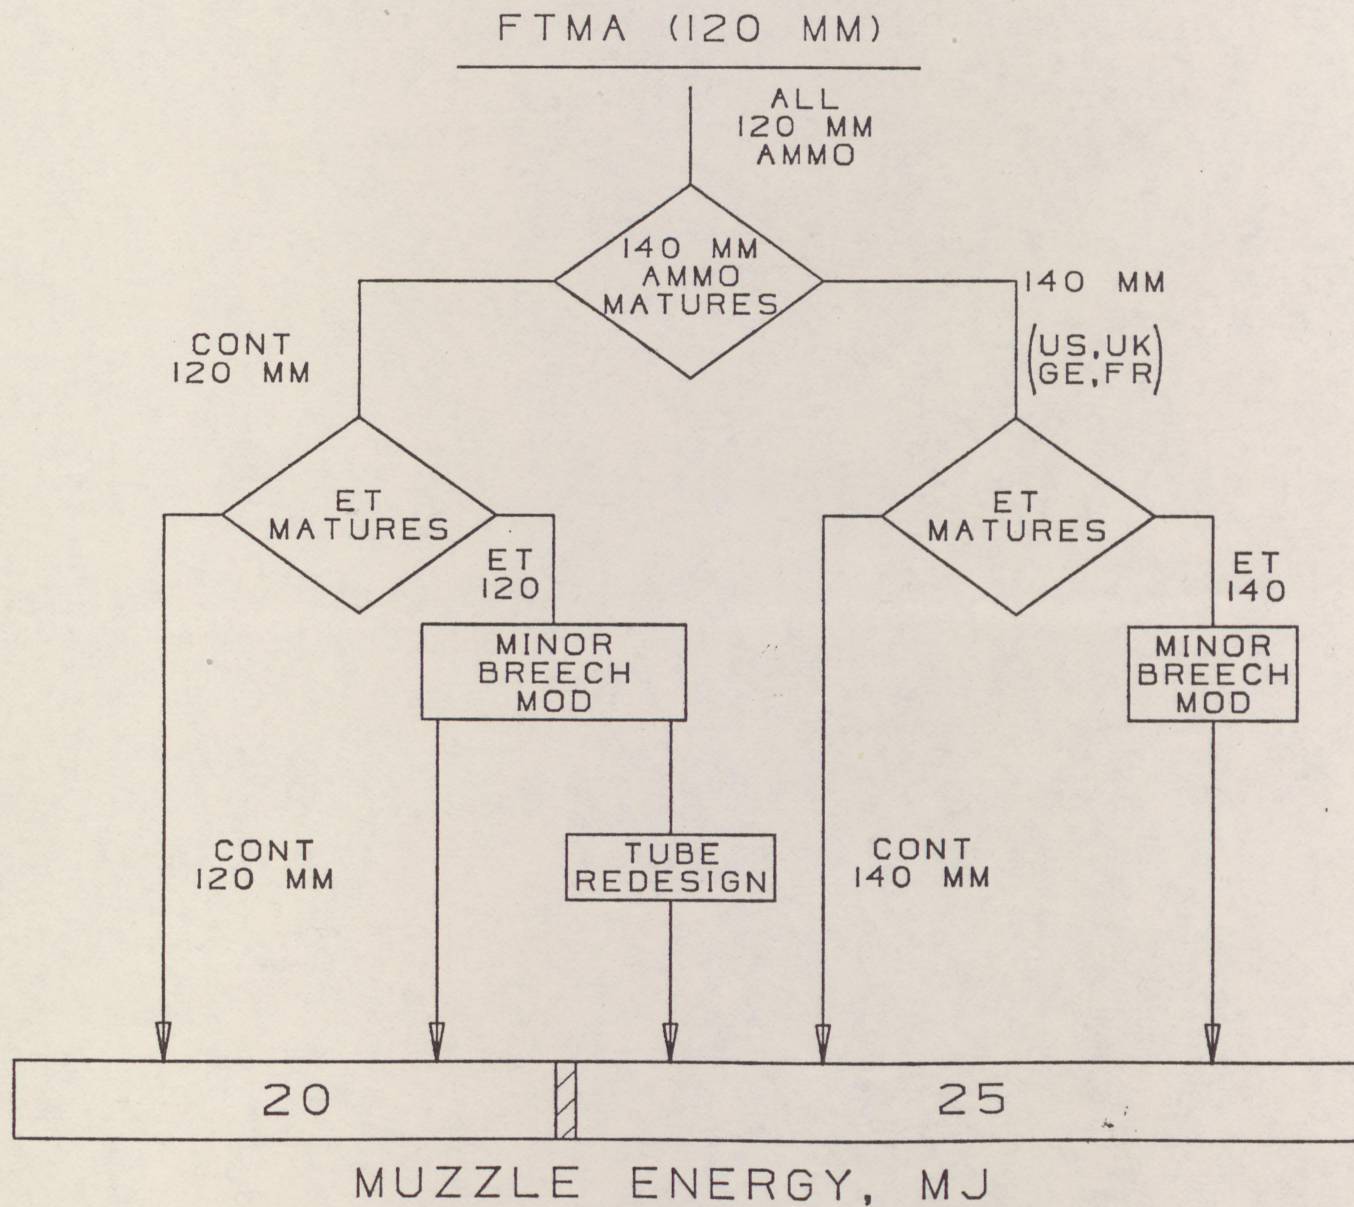 FTMA (120 MM)
ALL
120 MM
AMMO
140 MM
AMMO
MATURES
140 MM
(US,UK
GE,FR)
CONT
120 MM
ET
MATURES
ET
120
ET
MATURES
ET
140
MINOR
BREECH
MOD
MINOR
BREECH
MOD
CONT
120 MM
TUBE
REDESIGN
CONT
140 MM
20
25
MUZZLE ENERGY, MJ